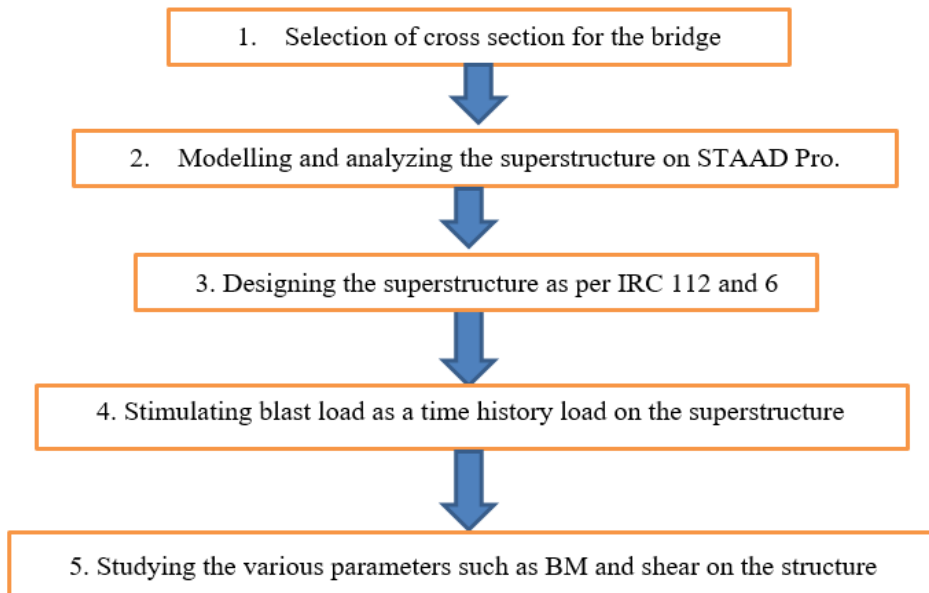 1. Selection of cross section for the bridge
2. Modelling and analyzing the superstructure on STAAD Pro.
3. Designing the superstructure as per IRC 112 and 6
4. Stimulating blast load as a time history load on the superstructure
5. Studying the various parameters such as BM and shear on the structure